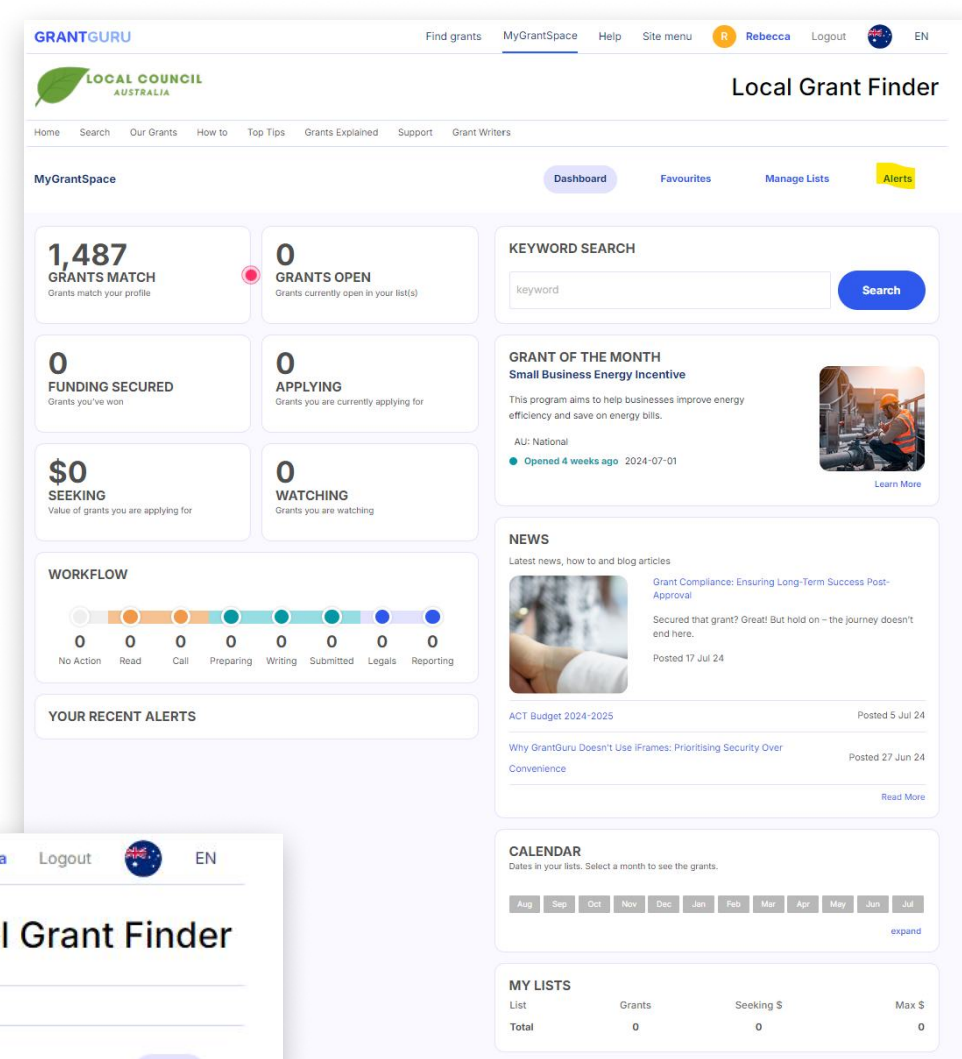 GRANTGURU
Find grants MyGrantSpace Help Site menu R Rebecca Logout EN
LOCAL COUNCIL
AUSTRALIA
Local Grant Finder
Home Search Our Grants How to Top Tips Grants Explained Support Grant Writers
MyGrantSpace
Dashboard Favourites Manage Lists Alerts
1,487
GRANTS MATCH
Grants match your profile
0
GRANTS OPEN
Grants currently open in your list(s)
0
FUNDING SECURED
Grants you've won
0
APPLYING
Grants you are currently applying for
$0
SEEKING
Value of grants you are applying for
0
WATCHING
Grants you are watching
WORKFLOW
0 0 0 0 0 0 0 0
No Action Read Call Preparing Writing Submitted Legals Reporting
YOUR RECENT ALERTS
KEYWORD SEARCH
keyword Search
GRANT OF THE MONTH
Small Business Energy Incentive
This program aims to help businesses improve energy
efficiency and save on energy bills.
AU: National
Opened 4 weeks ago 2024-07-01
Learn More
NEWS
Latest news, how to and blog articles
Grant Compliance: Ensuring Long-Term Success Post-
Approval
Secured that grant? Great! But hold on – the journey doesn't
end here.
Posted 17 Jul 24
ACT Budget 2024-2025 Posted 5 Jul 24
Why GrantGuru Doesn't Use IFrames: Prioritising Security Over
Convenience
Posted 27 Jun 24
Read More
CALENDAR
Dates in your lists. Select a month to see the grants.
Aug Sep Oct Nov Dec Jan Feb Mar Apr May Jun Jul
expand
MY LISTS
List Grants Seeking $ Max $
Total 0 0 0
a Logout EN
l Grant Finder